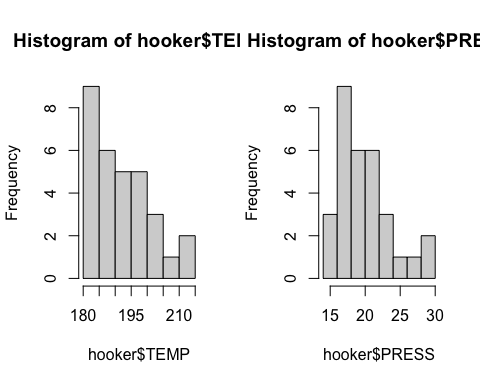 Histogram of hooker$TEI
Frequency
0 2 4 6 8
180 195 210
hooker$TEMP
Histogram of hooker$PRE
Frequency
0 2 4 6 8
15 20 25 30
hooker$PRESS